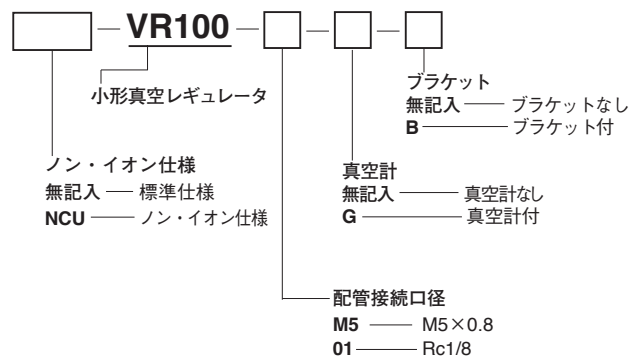 — VR100 —
小形真空レギュレータ
ブラケット
無記入 —— ブラケットなし
B —— ブラケット付
ノン・イオン仕様
無記入 — 標準仕様
NCU —— ノン・イオン仕様
真空計
無記入 —— 真空計なし
G —— 真空計付
配管接続口径
M5 —— M5×0.8
01 —— Rc1/8